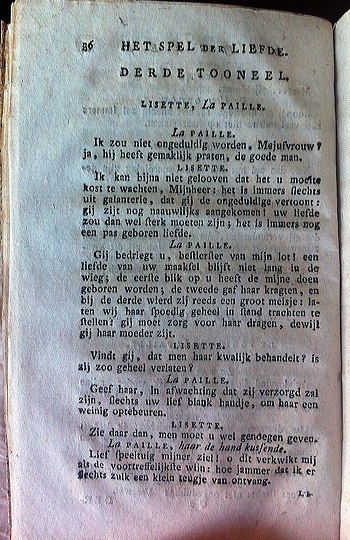 86 HET SPEL DER LIEFDE.
DERDE TOONEEL.
LISETTE, La PAILLE.
La PAILLE.
Ik zou niet ongeduldig worden, Mejufvrouw?
ja, hij heeft gemaklijk praten, de goede man.
LISETTE.
Ik kan bijna niet gelooven dat het u moeite
kost te wachten, Mijnheer: het is immers ſlechts
uit galanterie, dat gij de ongeduldige vertoont:
gij zijt nog naauwlijks aangekomen! uw liefde
zou dan wel ſterk moeten zijn; het is immers nog
een pas geboren liefde.
La PAILLE.
Gij bedriegt u, beſtierſter van mijn lot! een
liefde van uw maakſel blijft niet lang in de
wieg; de eerſte blik op u heeft de mijne doen
geboren worden, de tweede gaf haar kragten, en
bij de derde wierd zij reeds een groot meisje: la-
ten wij haar ſpoedig geheel in ſtand trachten te
ſtellen? gij moet zorg voor haar dragen, dewijl
gij haar moeder zijt.
LISETTE.
Vindt gij, dat men haar kwalijk behandelt? is
zij zoo geheel verlaten?
La PAILLE.
Geef haar, in afwachting dat zij verzorgd zal
zijn, ſlechts uw lief blank handje, om haar een
weinig optebeuren.
LISETTE.
Zie daar dan, men moet u wel genoegen geven.
La PAILLE, haar de hand kusſende.
Lief ſpeeltuig mijner ziel! o dit verkwikt mij
als de voortreffelijkſte wijn: hoe jammer dat ik er
ſlechts zulk een klein teugje van ontvang.